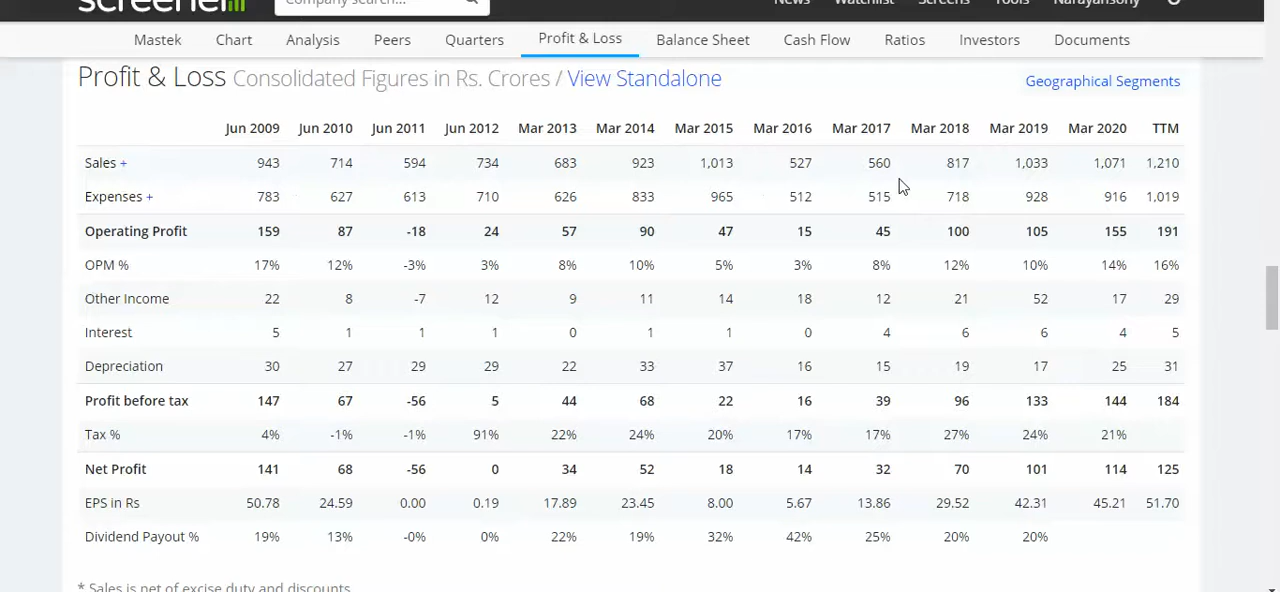 screener
Company search... News Watchlist Screens Tools Narayansony
Mastek Chart Analysis Peers Quarters Profit & Loss Balance Sheet Cash Flow Ratios Investors Documents
Profit & Loss Consolidated Figures in Rs. Crores / View Standalone Geographical Segments
Jun 2009 Jun 2010 Jun 2011 Jun 2012 Mar 2013 Mar 2014 Mar 2015 Mar 2016 Mar 2017 Mar 2018 Mar 2019 Mar 2020 TTM
Sales + 943 714 594 734 683 923 1,013 527 560 817 1,033 1,071 1,210
Expenses + 783 627 613 710 626 833 965 512 515 718 928 916 1,019
Operating Profit 159 87 -18 24 57 90 47 15 45 100 105 155 191
OPM % 17% 12% -3% 3% 8% 10% 5% 3% 8% 12% 10% 14% 16%
Other Income 22 8 -7 12 9 11 14 18 12 21 52 17 29
Interest 5 1 1 1 0 1 1 0 4 6 6 4 5
Depreciation 30 27 29 29 22 33 37 16 15 19 17 25 31
Profit before tax 147 67 -56 5 44 68 22 16 39 96 133 144 184
Tax % 4% -1% -1% 91% 22% 24% 20% 17% 17% 27% 24% 21%
Net Profit 141 68 -56 0 34 52 18 14 32 70 101 114 125
EPS in Rs 50.78 24.59 0.00 0.19 17.89 23.45 8.00 5.67 13.86 29.52 42.31 45.21 51.70
Dividend Payout % 19% 13% -0% 0% 22% 19% 32% 42% 25% 20% 20%
* Sales is net of excise duty and discounts